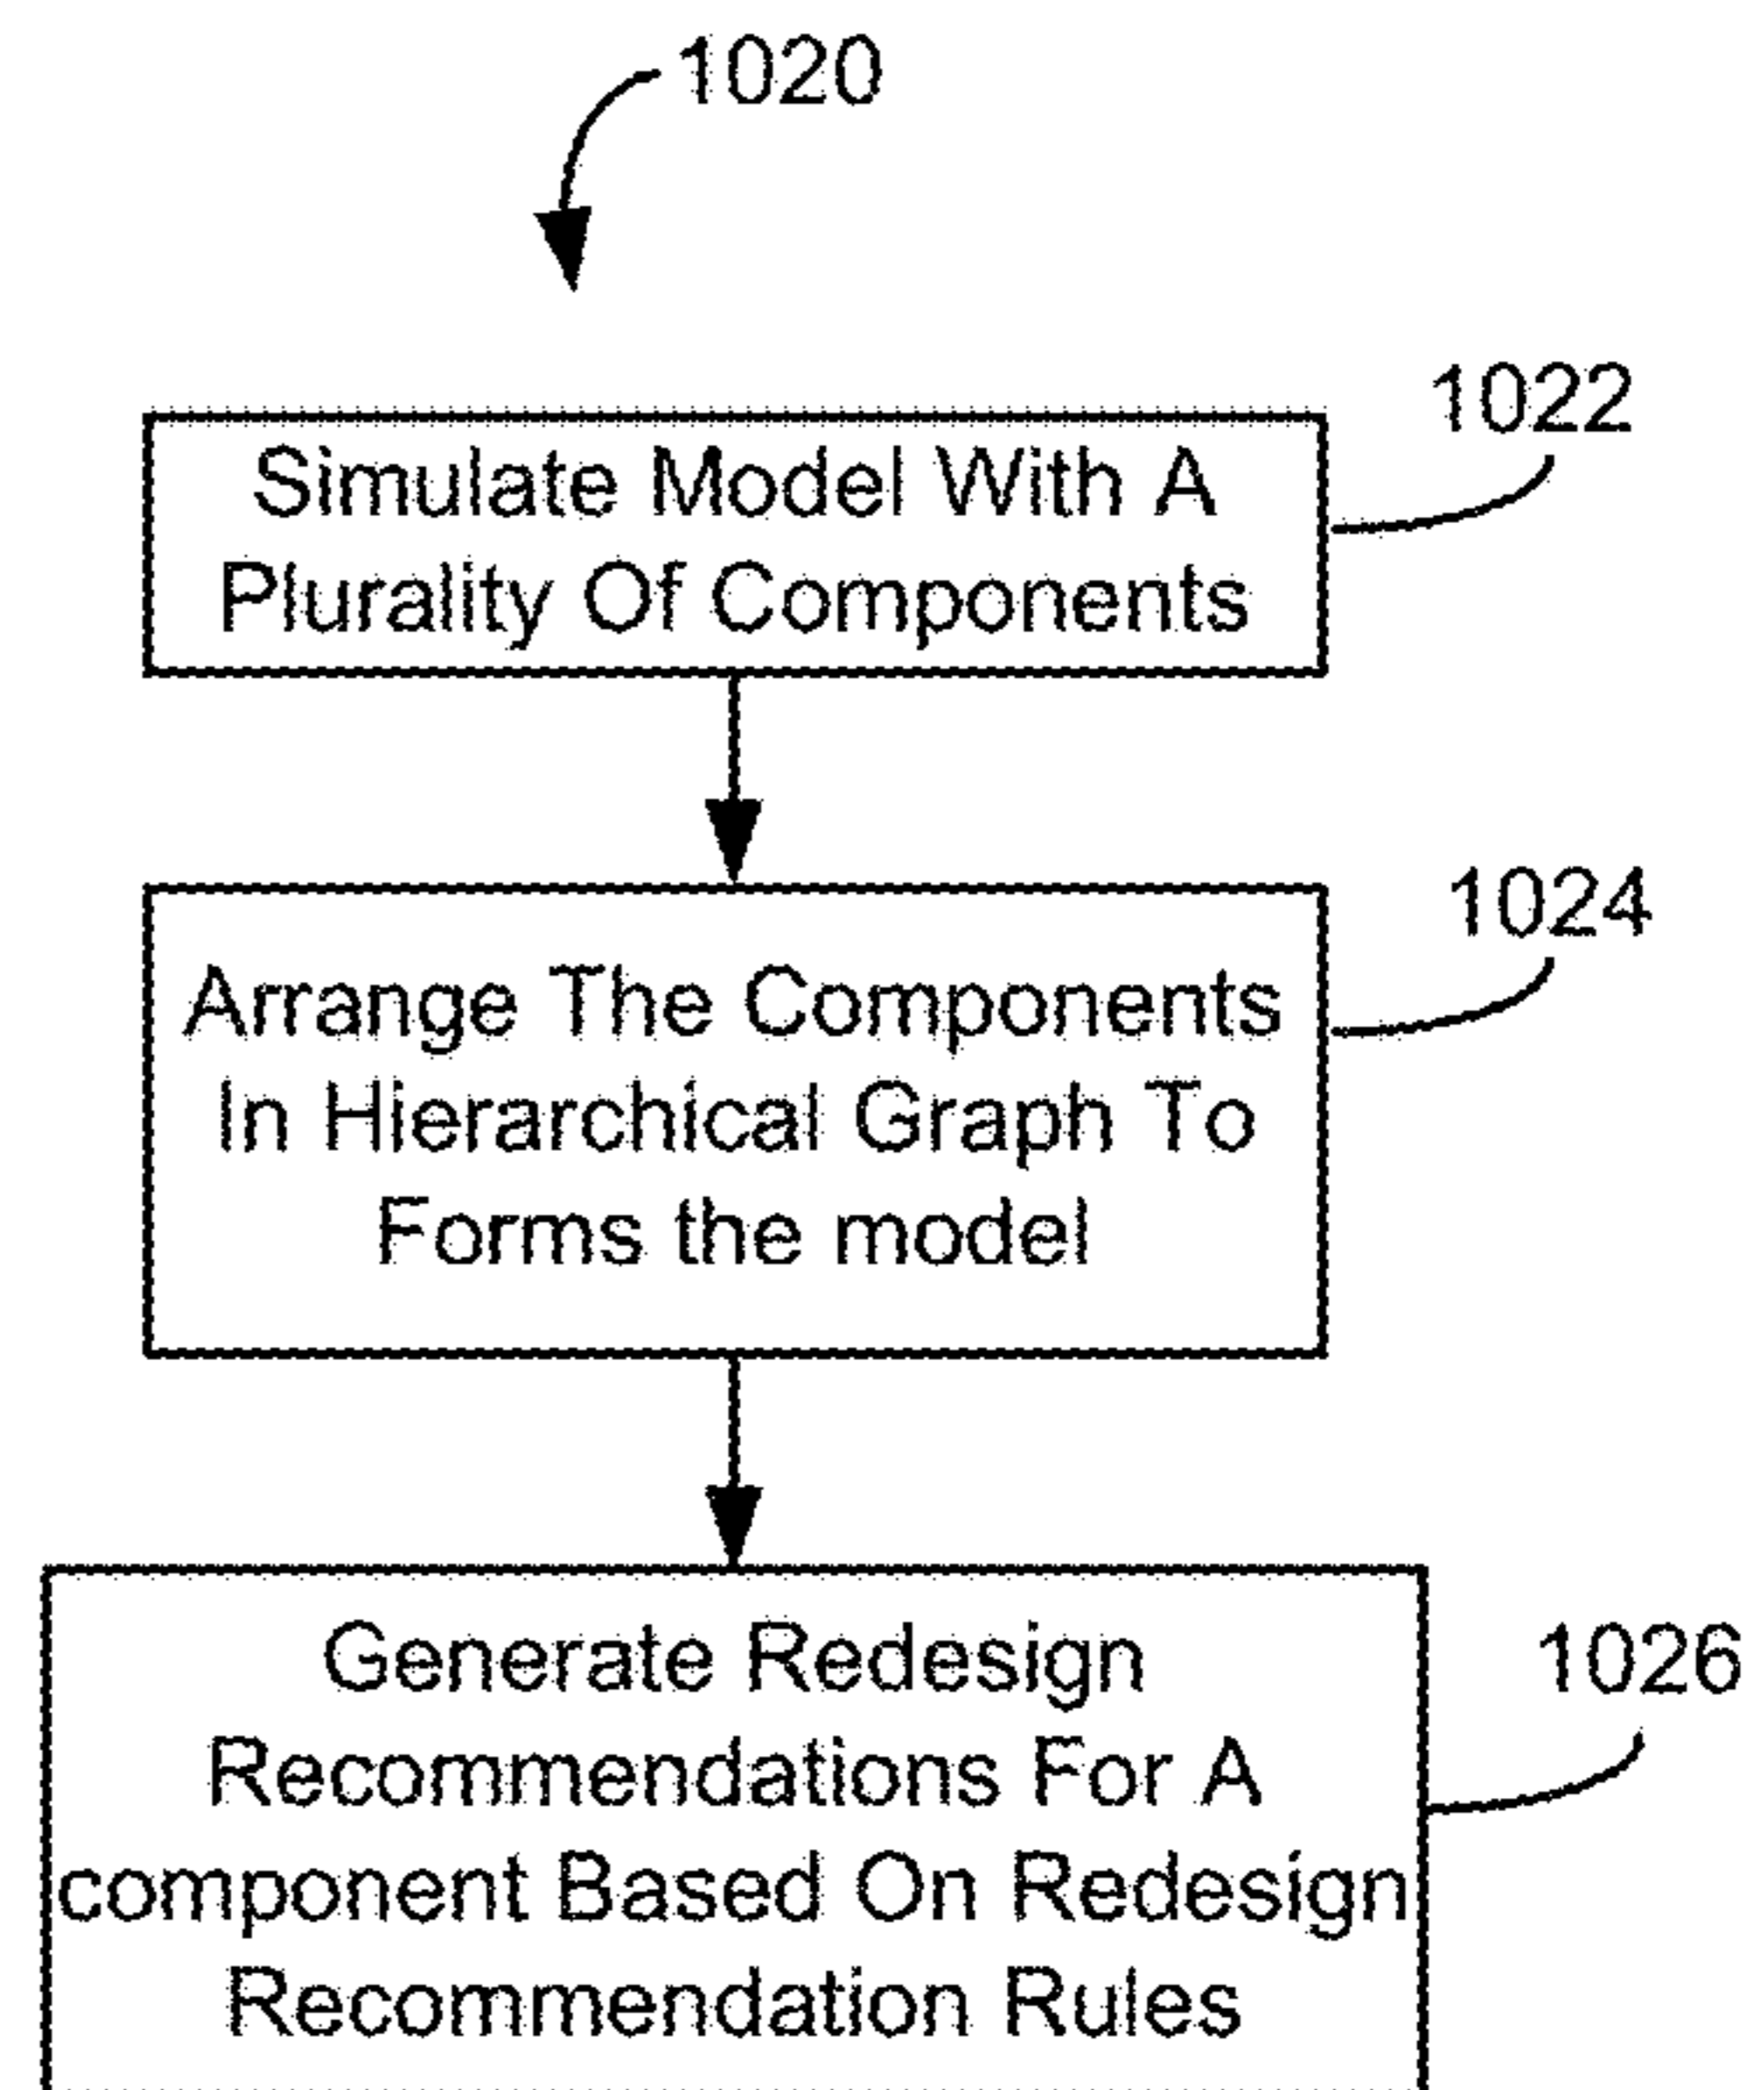 1020
1022
Simulate Model With A
Plurality Of Components
1024
Arrange The Components
In Hierarchical Graph To
Forms the model
1026
Generate Redesign
Recommendations For A
component Based On Redesign
Recommendation Rules